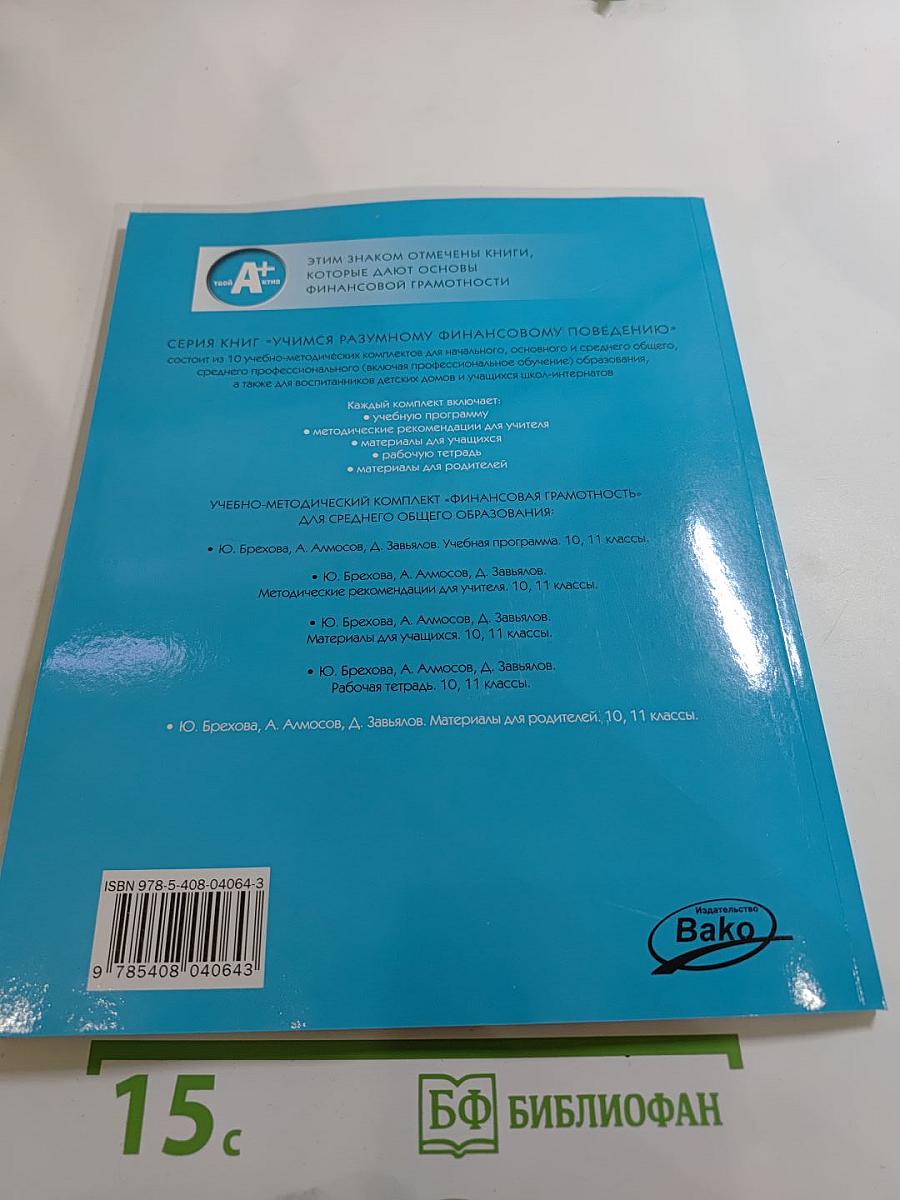 ТВОЙ А+ КТИВ
ЭТИМ ЗНАКОМ ОТМЕЧЕНЫ КНИГИ,
КОТОРЫЕ ДАЮТ ОСНОВЫ
ФИНАНСОВОЙ ГРАМОТНОСТИ
СЕРИЯ КНИГ «УЧИМСЯ РАЗУМНОМУ ФИНАНСОВОМУ ПОВЕДЕНИЮ»
состоит из 10 учебно-методических комплектов для начального, основного и среднего общего,
среднего профессионального (включая профессиональное обучение) образования,
а также для воспитанников детских домов и учащихся школ-интернатов
Каждый комплект включает:
• учебную программу
• методические рекомендации для учителя
• материалы для учащихся
• рабочую тетрадь
• материалы для родителей
УЧЕБНО-МЕТОДИЧЕСКИЙ КОМПЛЕКТ «ФИНАНСОВАЯ ГРАМОТНОСТЬ»
ДЛЯ СРЕДНЕГО ОБЩЕГО ОБРАЗОВАНИЯ:
• Ю. Брехова, А. Алмосов, Д. Завьялов. Учебная программа. 10, 11 классы.
• Ю. Брехова, А. Алмосов, Д. Завьялов.
Методические рекомендации для учителя. 10, 11 классы.
• Ю. Брехова, А. Алмосов, Д. Завьялов.
Материалы для учащихся. 10, 11 классы.
• Ю. Брехова, А. Алмосов, Д. Завьялов.
Рабочая тетрадь. 10, 11 классы.
• Ю. Брехова, А. Алмосов, Д. Завьялов. Материалы для родителей. 10, 11 классы.
ISBN 978-5-408-04064-3
9 785408 040643
Издательство
Вако
15 с
БФ БИБЛИОФАН